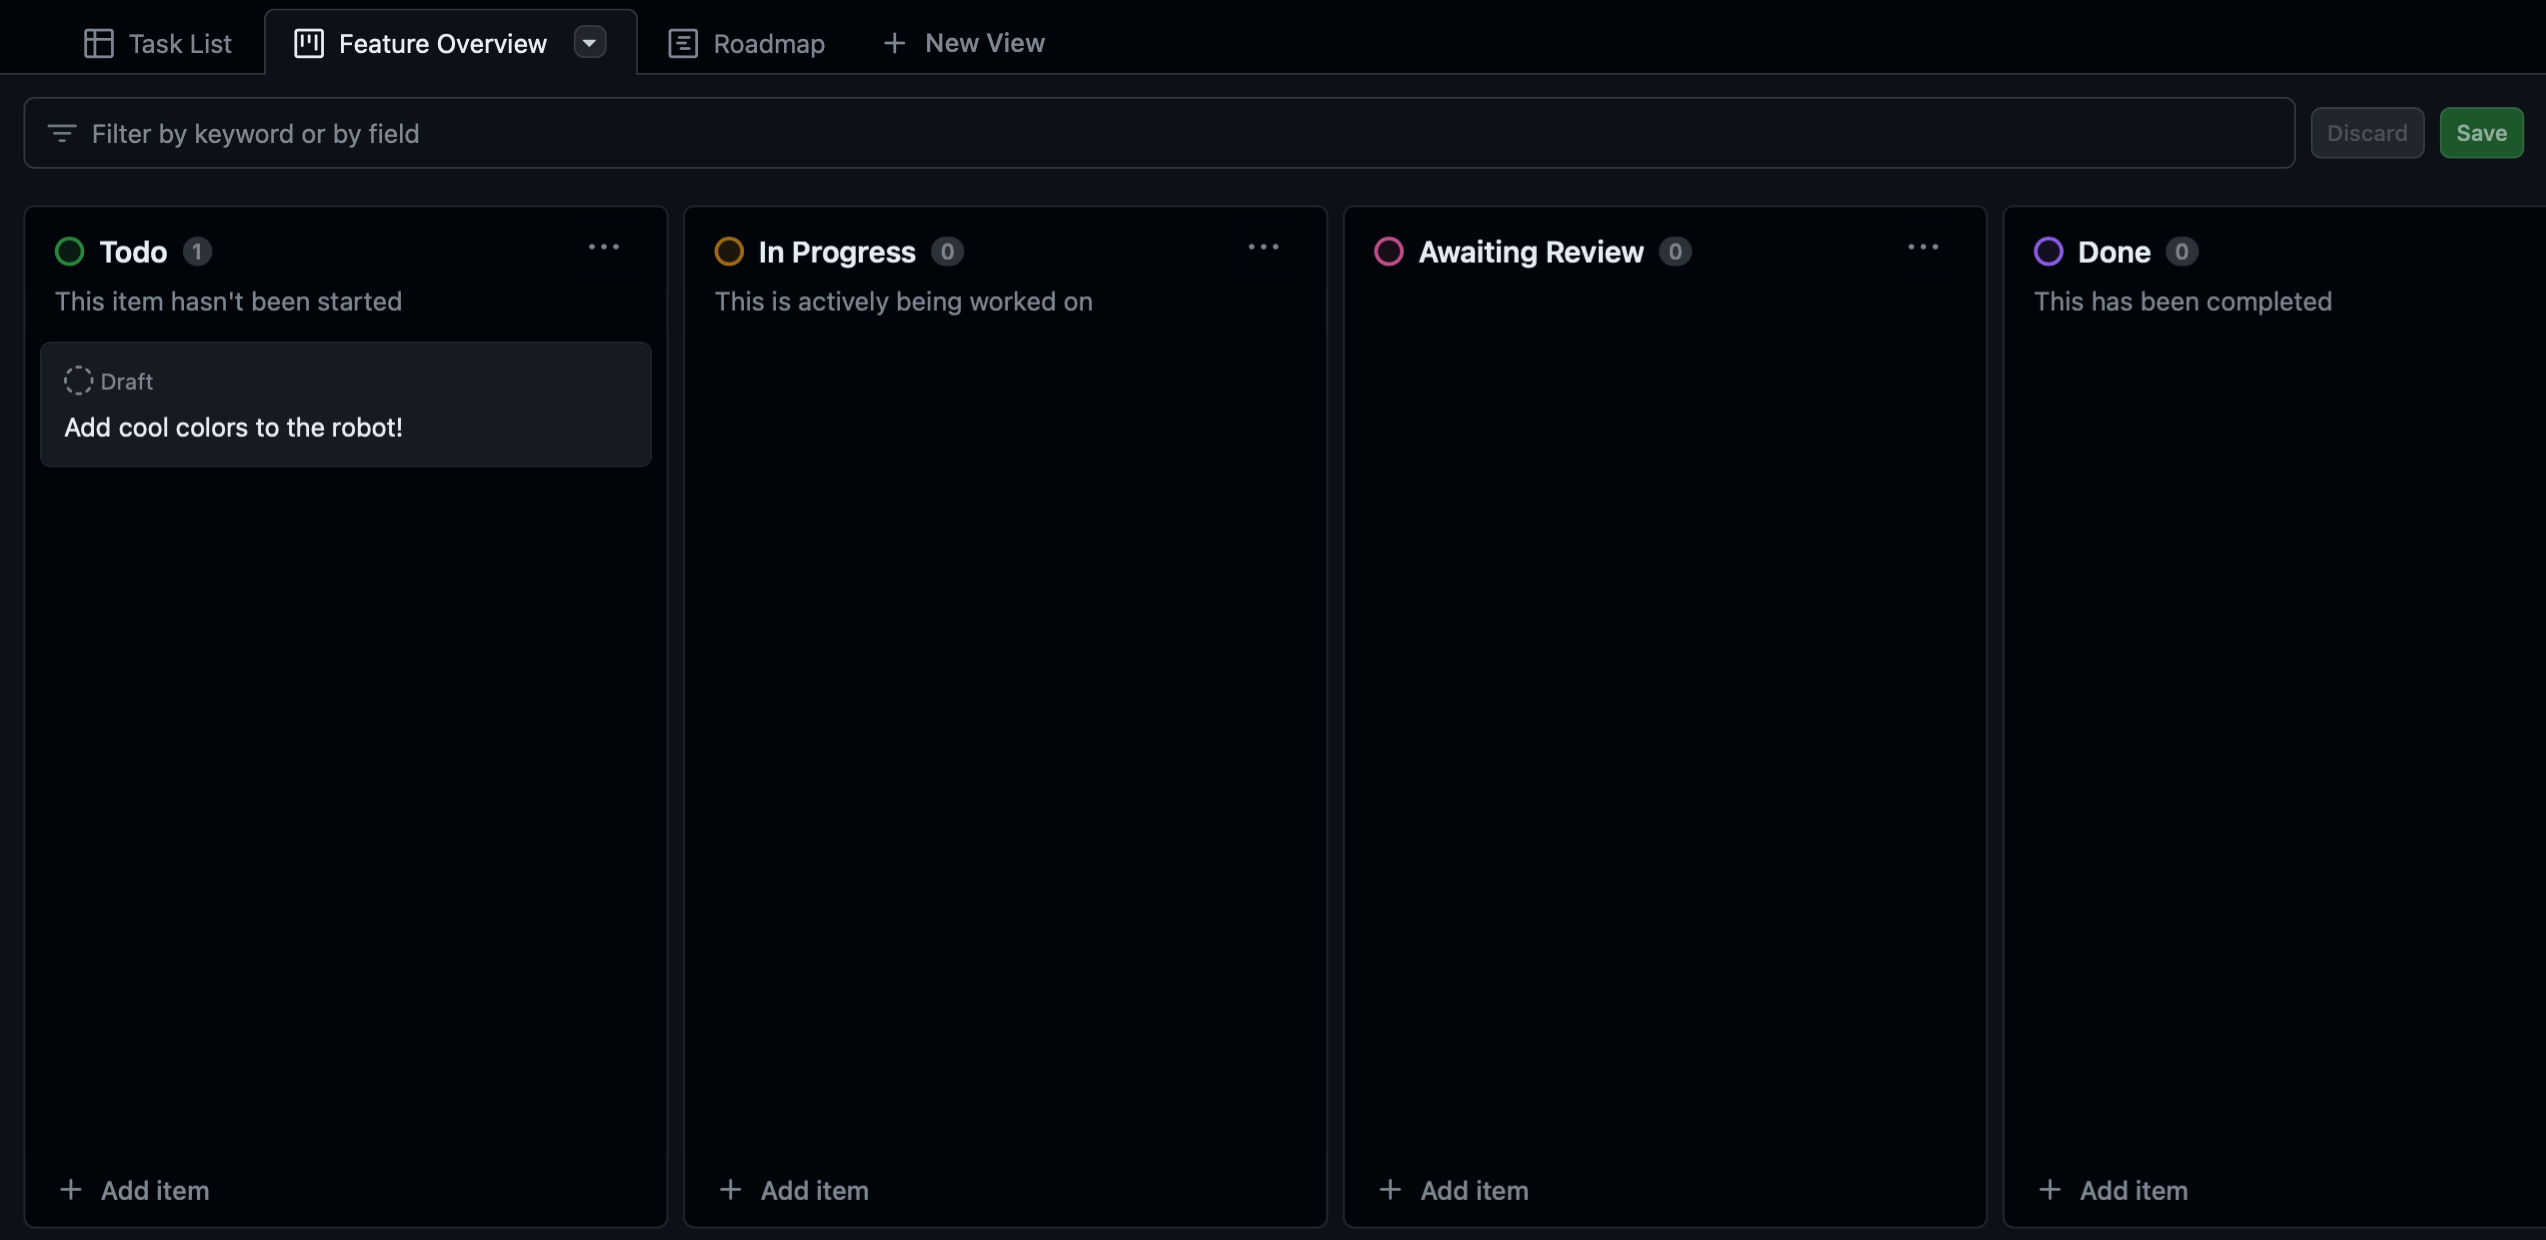 Task List
Feature Overview
Roadmap
New View
Filter by keyword or by field
Discard
Save
Todo 1
This item hasn't been started
Draft
Add cool colors to the robot!
Add item
In Progress 0
This is actively being worked on
Add item
Awaiting Review 0
Add item
Done 0
This has been completed
Add item